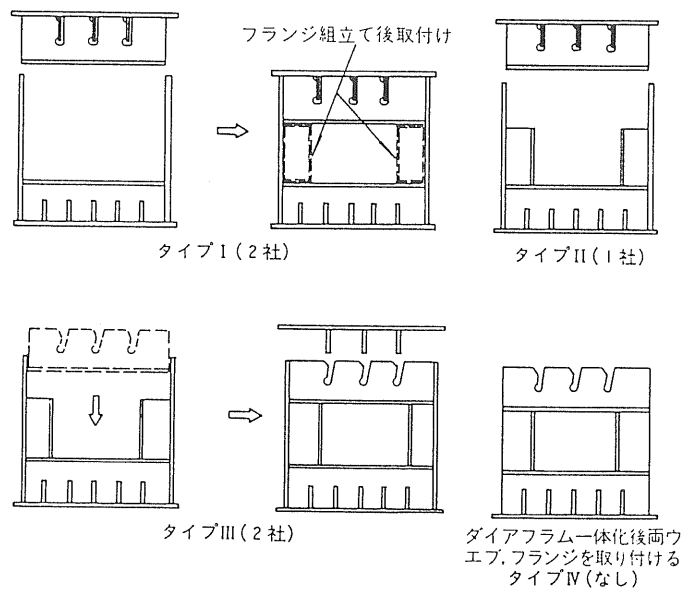 フランジ組立て後取付け
タイプⅠ(2社)
タイプⅡ(1社)
タイプⅢ(2社)
ダイアフラム一体化後両ウ
エブ,フランジを取り付ける
タイプⅣ(なし)